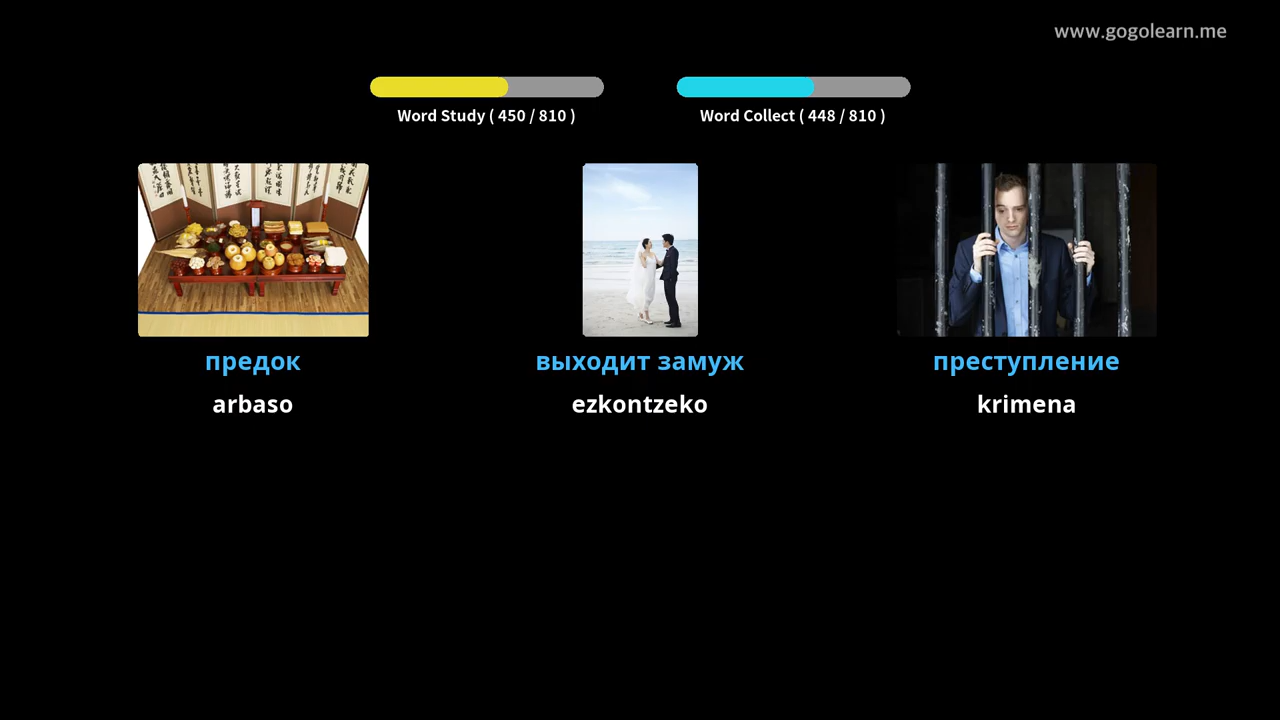 www.gogolearn.me
Word Study ( 450 / 810 )
Word Collect ( 448 / 810 )
предок
выходит замуж
преступление
arbaso
ezkontzeko
krimena